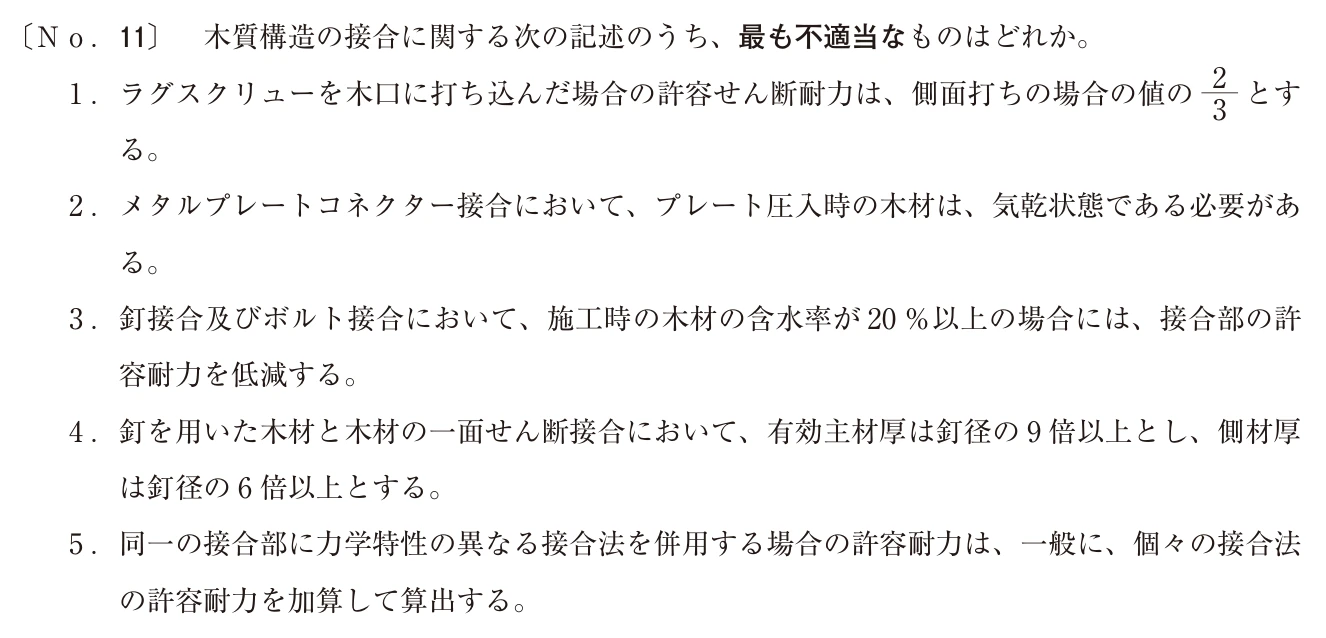 〔Ｎｏ．11〕　木質構造の接合に関する次の記述のうち、最も不適当なものはどれか。
１．ラグスクリューを木口に打ち込んだ場合の許容せん断耐力は、側面打ちの場合の値の 2/3 とす
る。
２．メタルプレートコネクター接合において、プレート圧入時の木材は、気乾状態である必要があ
る。
３．釘接合及びボルト接合において、施工時の木材の含水率が 20 ％以上の場合には、接合部の許
容耐力を低減する。
４．釘を用いた木材と木材の一面せん断接合において、有効主材厚は釘径の 9 倍以上とし、側材厚
は釘径の 6 倍以上とする。
５．同一の接合部に力学特性の異なる接合法を併用する場合の許容耐力は、一般に、個々の接合法
の許容耐力を加算して算出する。